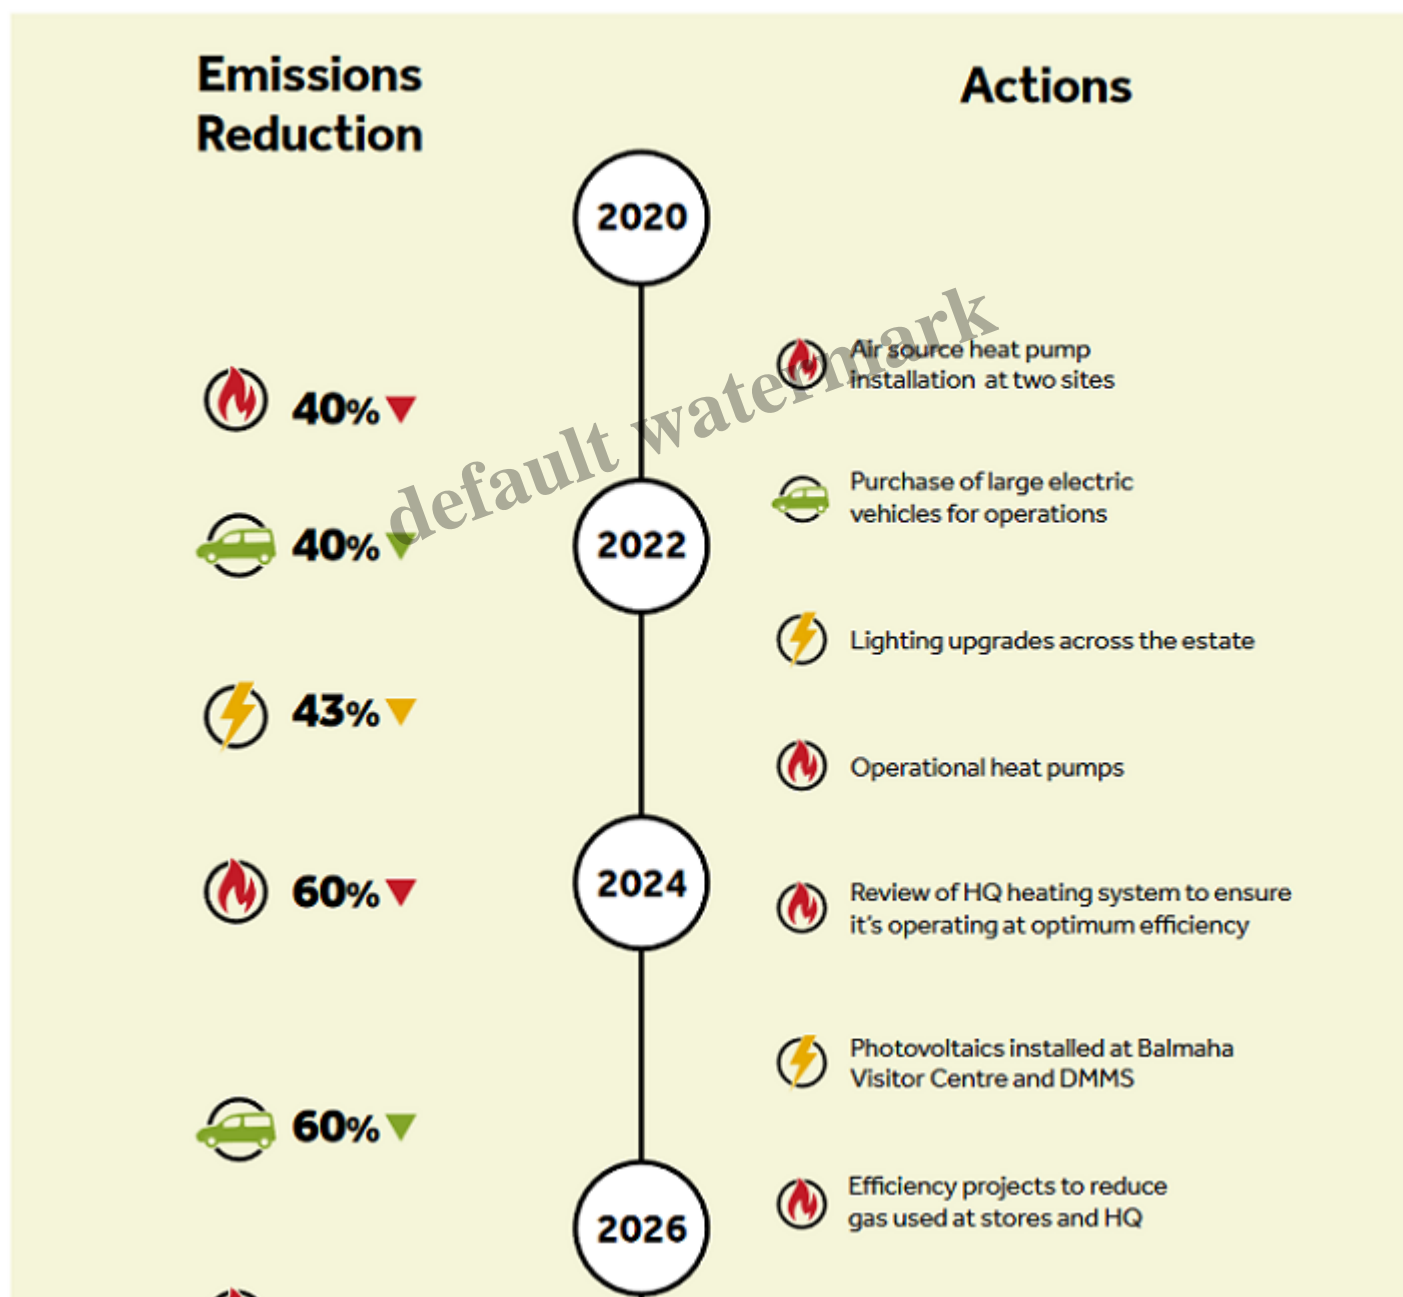 Emissions
Reduction
Actions
2020
Air source heat pump
installation at two sites
40%
Purchase of large electric
vehicles for operations
default watermark
40%
2022
Lighting upgrades across the estate
43%
Operational heat pumps
2024
60%
Review of HQ heating system to ensure
it's operating at optimum efficiency
Photovoltaics installed at Balmaha
Visitor Centre and DMMS
60%
Efficiency projects to reduce
gas used at stores and HQ
2026